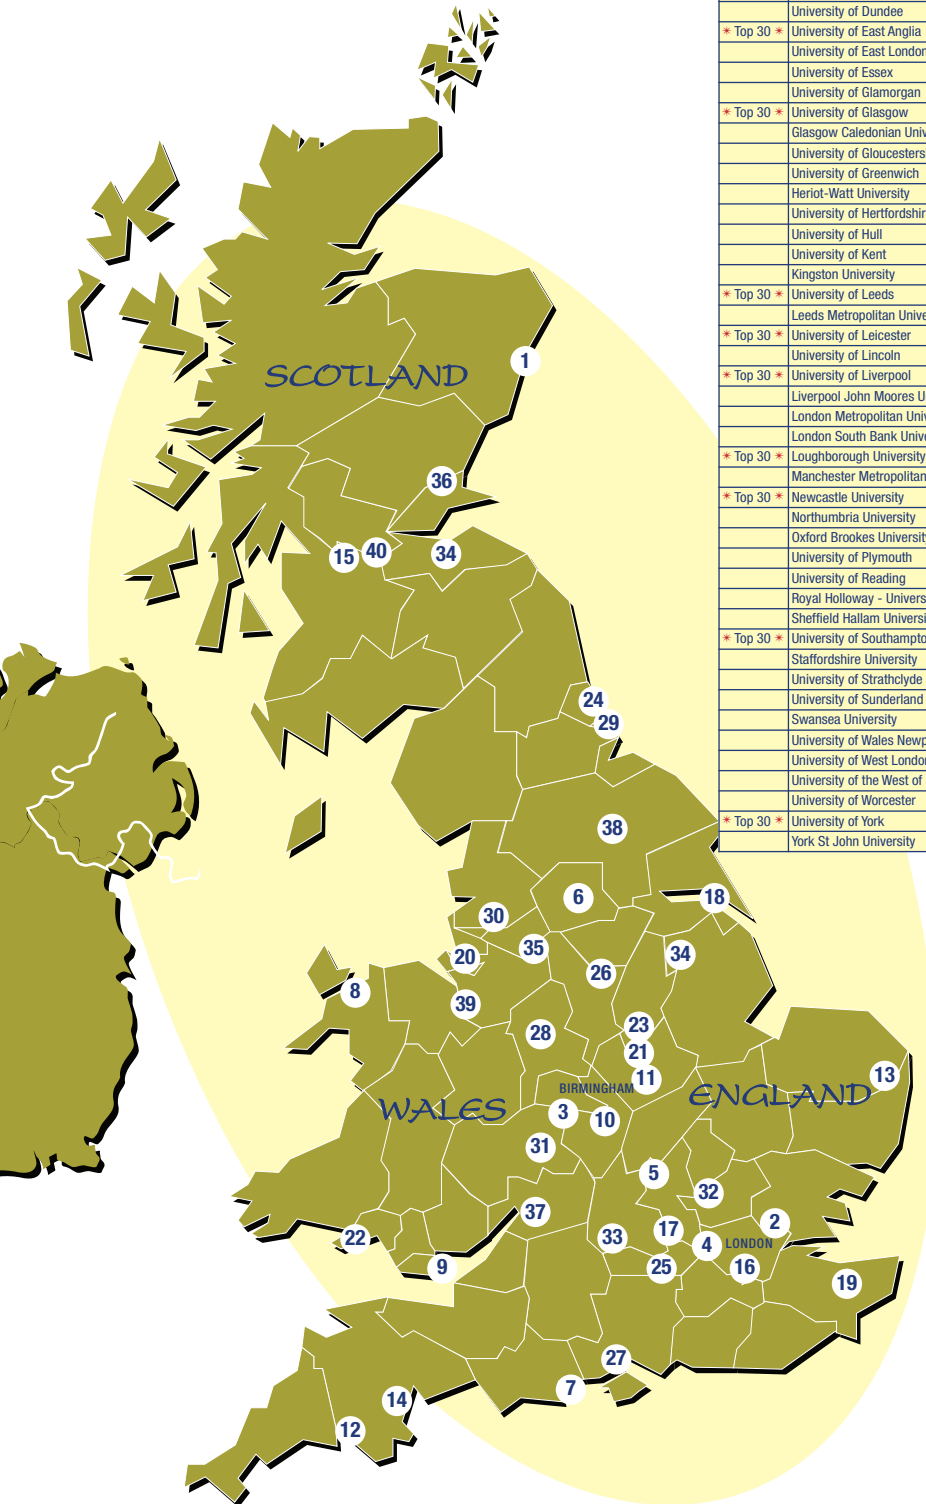 University of Dundee
* Top 30 * University of East Anglia
University of East London
University of Essex
University of Glamorgan
* Top 30 * University of Glasgow
Glasgow Caledonian Univ
University of Gloucesters
University of Greenwich
Heriot-Watt University
University of Hertfordshir
University of Hull
University of Kent
Kingston University
* Top 30 * University of Leeds
Leeds Metropolitan Unive
* Top 30 * University of Leicester
University of Lincoln
* Top 30 * University of Liverpool
Liverpool John Moores U
London Metropolitan Univ
London South Bank Unive
* Top 30 * Loughborough University
Manchester Metropolitan
* Top 30 * Newcastle University
Northumbria University
Oxford Brookes University
University of Plymouth
University of Reading
Royal Holloway - Univers
Sheffield Hallam Universi
* Top 30 * University of Southampto
Staffordshire University
University of Strathclyde
University of Sunderland
Swansea University
University of Wales Newp
University of West London
University of the West of
University of Worcester
* Top 30 * University of York
York St John University
1
SCOTLAND
36
15
40
34
24
29
38
6
18
30
35
20
34
26
8
39
23
28
21
13
11
BIRMINGHAM
ENGLAND
WALES
3
10
31
5
32
37
2
17
33
22
4
LONDON
9
25
16
19
27
7
14
12